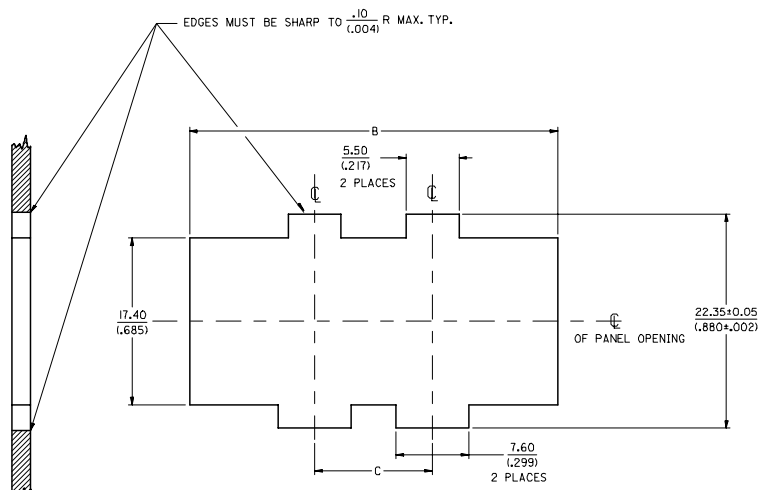 EDGES MUST BE SHARP TO .10 (.004) R MAX. TYP.
B
5.50
(.217)
2 PLACES
℄ ℄
17.40
(.685)
22.35±0.05
(.880±.002)
℄
OF PANEL OPENING
7.60
(.299)
2 PLACES
C